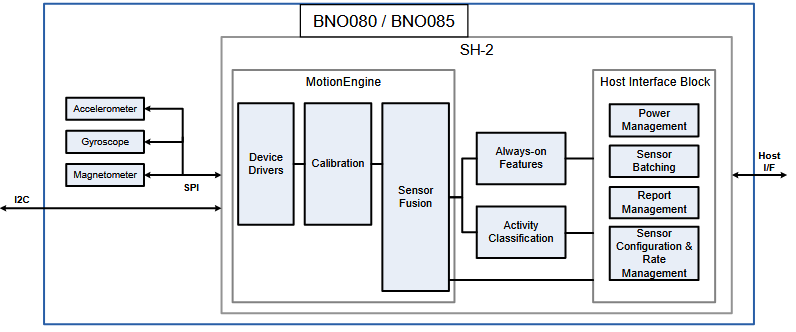 BNO080 / BNO085
SH-2
MotionEngine
Host Interface Block
Accelerometer
Gyroscope
Magnetometer
SPI
I2C
Device
Drivers
Calibration
Sensor
Fusion
Always-on
Features
Activity
Classification
Power
Management
Sensor
Batching
Report
Management
Sensor
Configuration &
Rate
Management
Host
I/F